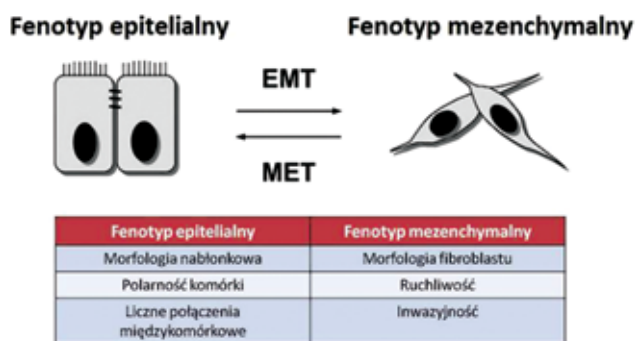 Fenotyp epitelialny
Fenotyp mezenchymalny
EMT
MET
Fenotyp epitelialny
Fenotyp mezenchymalny
Morfologia nabłonkowa
Morfologia fibroblastu
Polarność komórki
Ruchliwość
Liczne połączenia
międzykomórkowe
Inwazyjność